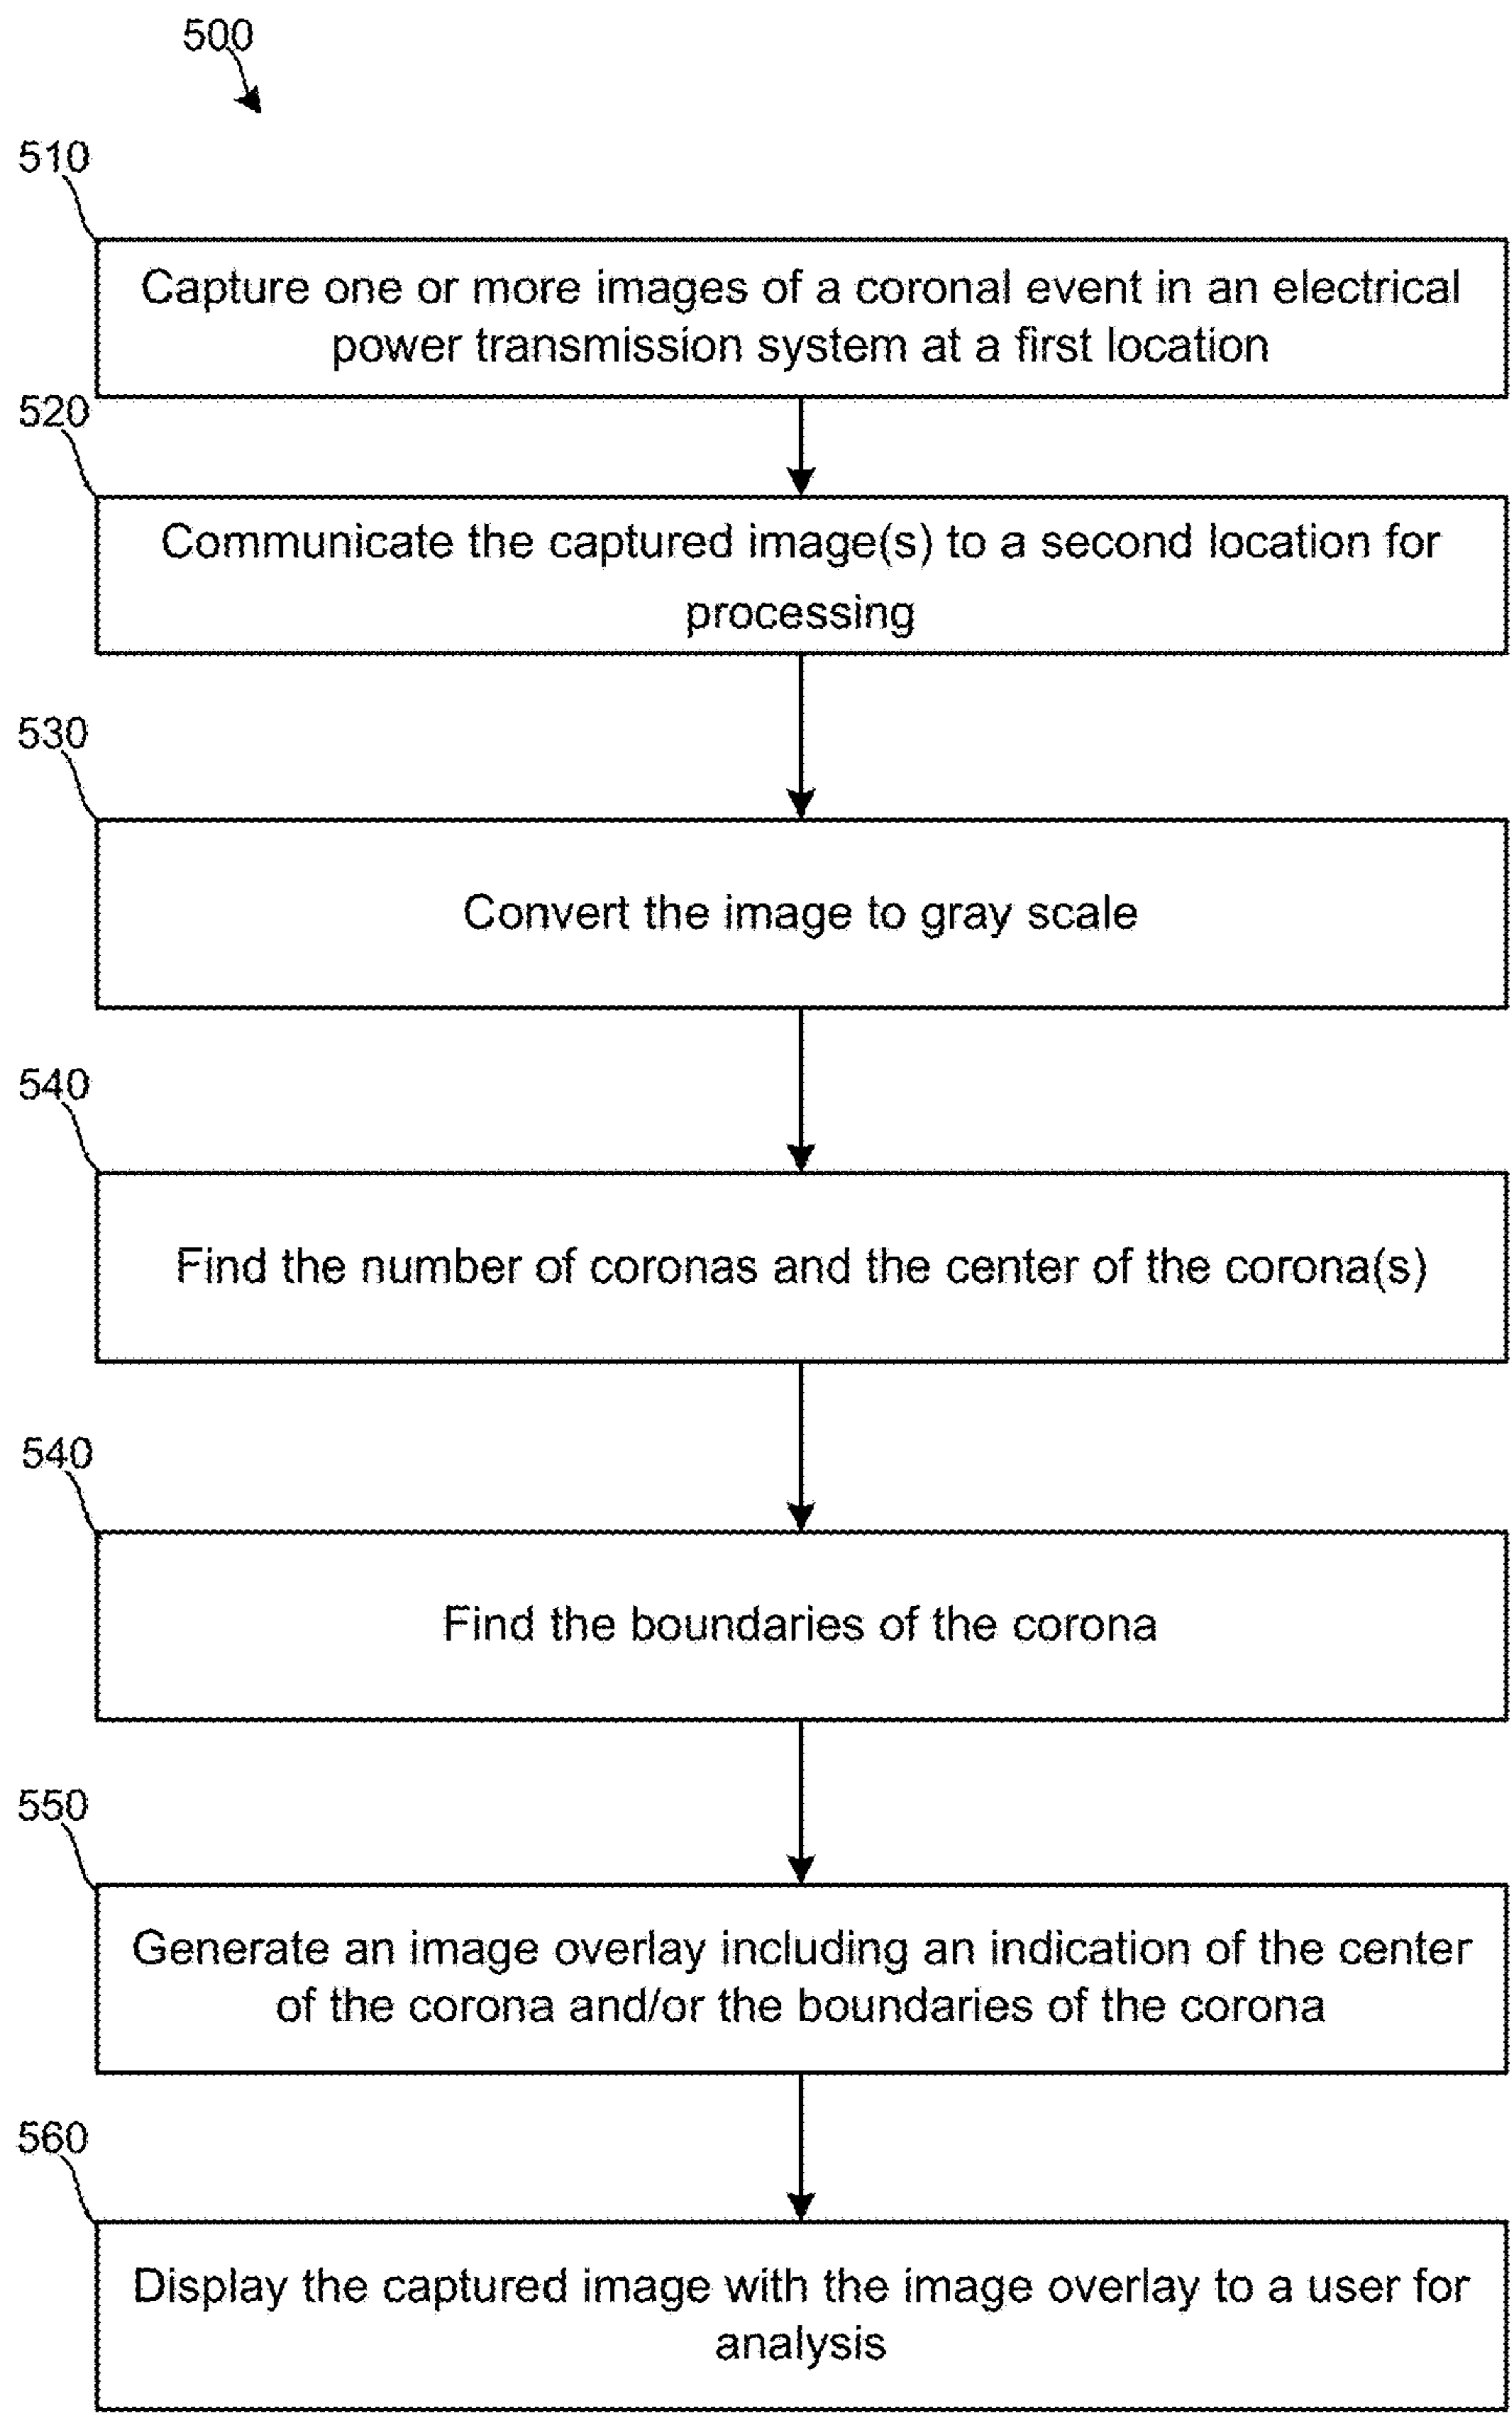 500
510
Capture one or more images of a coronal event in an electrical
power transmission system at a first location
520
Communicate the captured image(s) to a second location for
processing
530
Convert the image to gray scale
540
Find the number of coronas and the center of the corona(s)
540
Find the boundaries of the corona
550
Generate an image overlay including an indication of the center
of the corona and/or the boundaries of the corona
560
Display the captured image with the image overlay to a user for
analysis